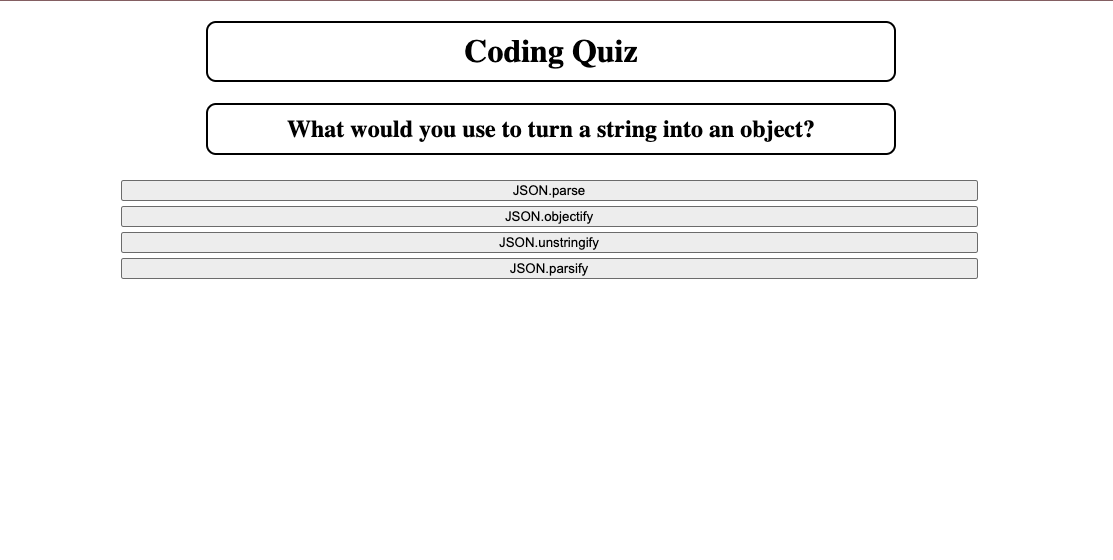 Coding Quiz
What would you use to turn a string into an object?
JSON.parse
JSON.objectify
JSON.unstringify
JSON.parsify